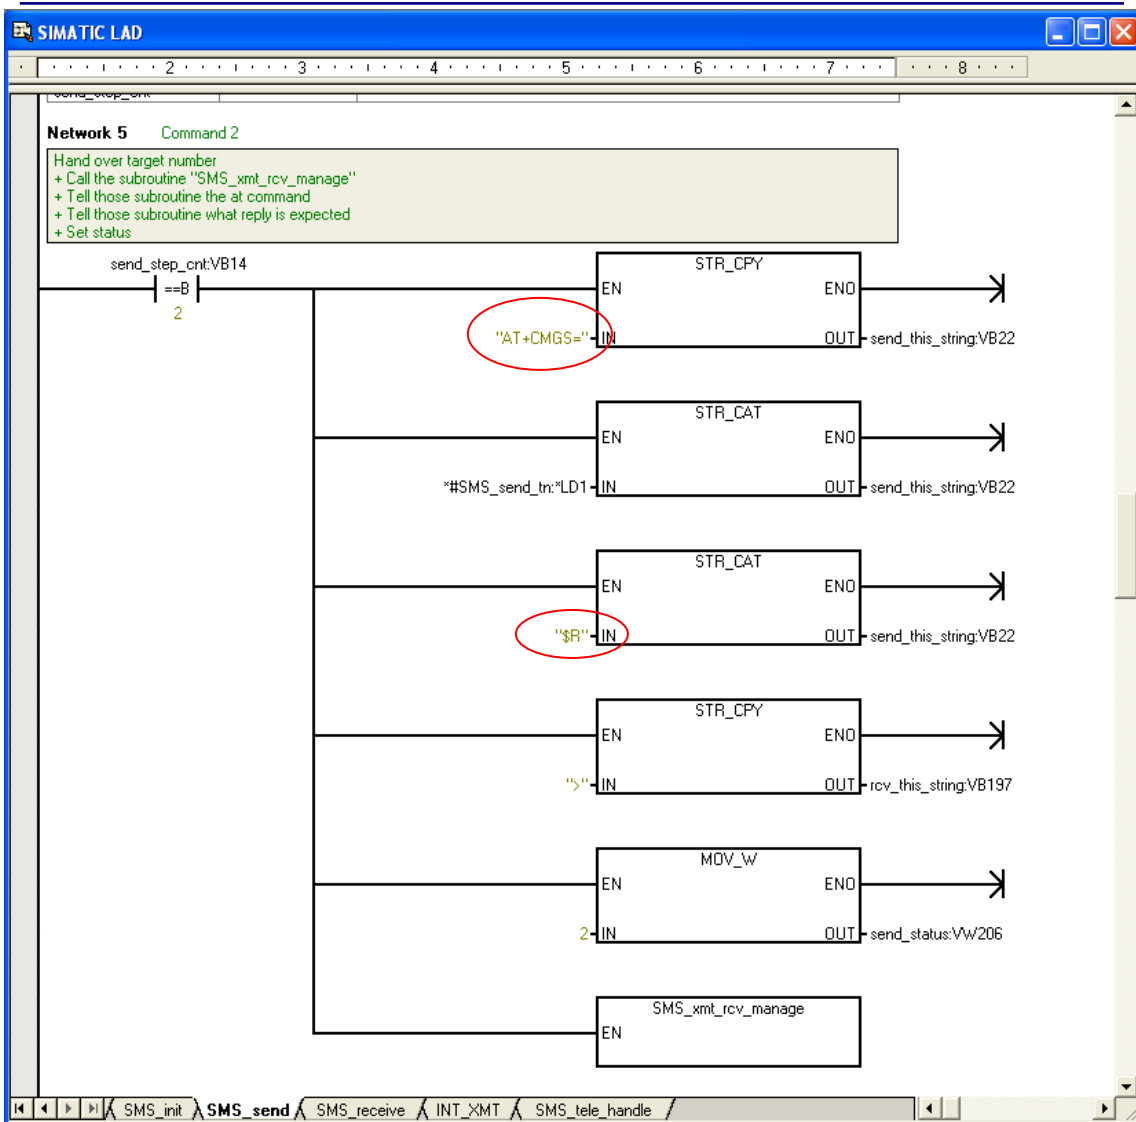 SIMATIC LAD
2 3 4 5 6 7 8
send_step_cnt
Network 5 Command 2
Hand over target number
+ Call the subroutine "SMS_xmt_rcv_manage"
+ Tell those subroutine the at command
+ Tell those subroutine what reply is expected
+ Set status
send_step_cnt:VB14
==B
2
STR_CPY
EN ENO
"AT+CMGS=" IN OUT send_this_string:VB22
STR_CAT
EN ENO
*#SMS_send_tn:*LD1 IN OUT send_this_string:VB22
STR_CAT
EN ENO
"$R" IN OUT send_this_string:VB22
STR_CPY
EN ENO
">" IN OUT rcv_this_string:VB197
MOV_W
EN ENO
2 IN OUT send_status:VW206
SMS_xmt_rcv_manage
EN
SMS_init SMS_send SMS_receive INT_XMT SMS_tele_handle